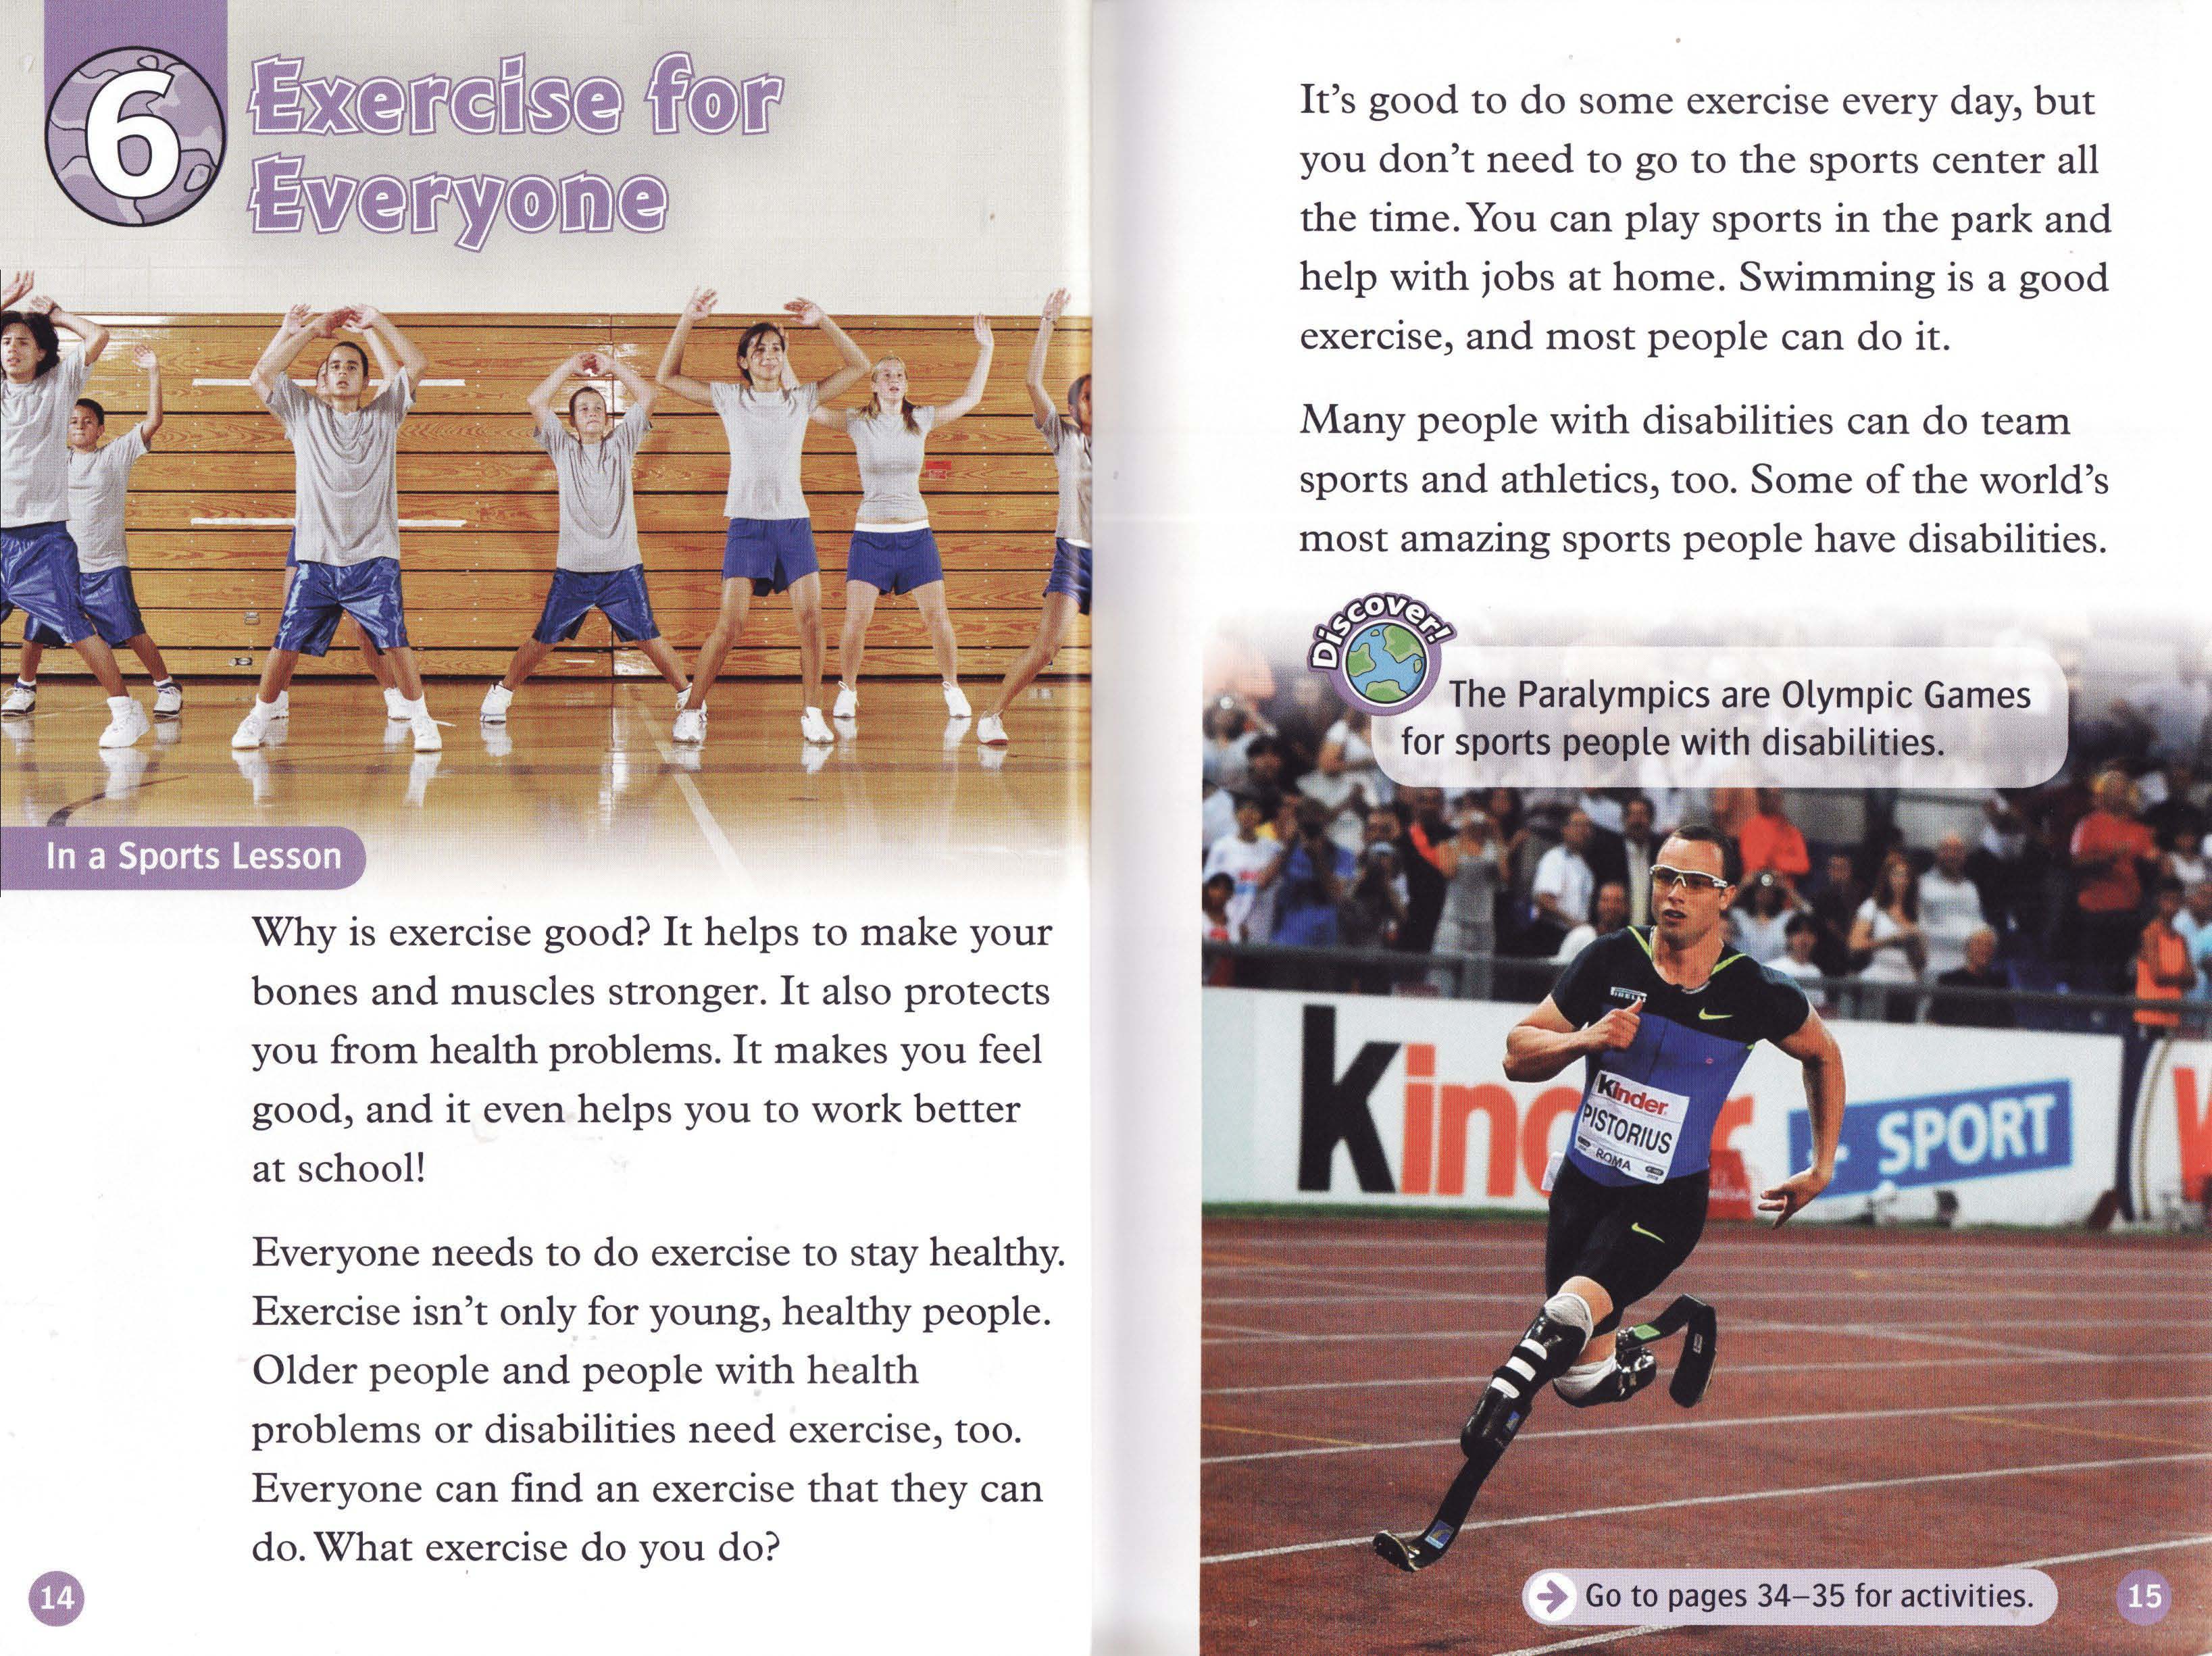 6
Exercise for
Everyone
In a Sports Lesson
Why is exercise good? It helps to make your
bones and muscles stronger. It also protects
you from health problems. It makes you feel
good, and it even helps you to work better
at school!
Everyone needs to do exercise to stay healthy.
Exercise isn't only for young, healthy people.
Older people and people with health
problems or disabilities need exercise, too.
Everyone can find an exercise that they can
do. What exercise do you do?
14
It's good to do some exercise every day, but
you don't need to go to the sports center all
the time. You can play sports in the park and
help with jobs at home. Swimming is a good
exercise, and most people can do it.
Many people with disabilities can do team
sports and athletics, too. Some of the world's
most amazing sports people have disabilities.
Discover!
The Paralympics are Olympic Games
for sports people with disabilities.
PIRELLI
Kinder
PISTORIUS
ROMA
+ SPORT
Go to pages 34–35 for activities.
15